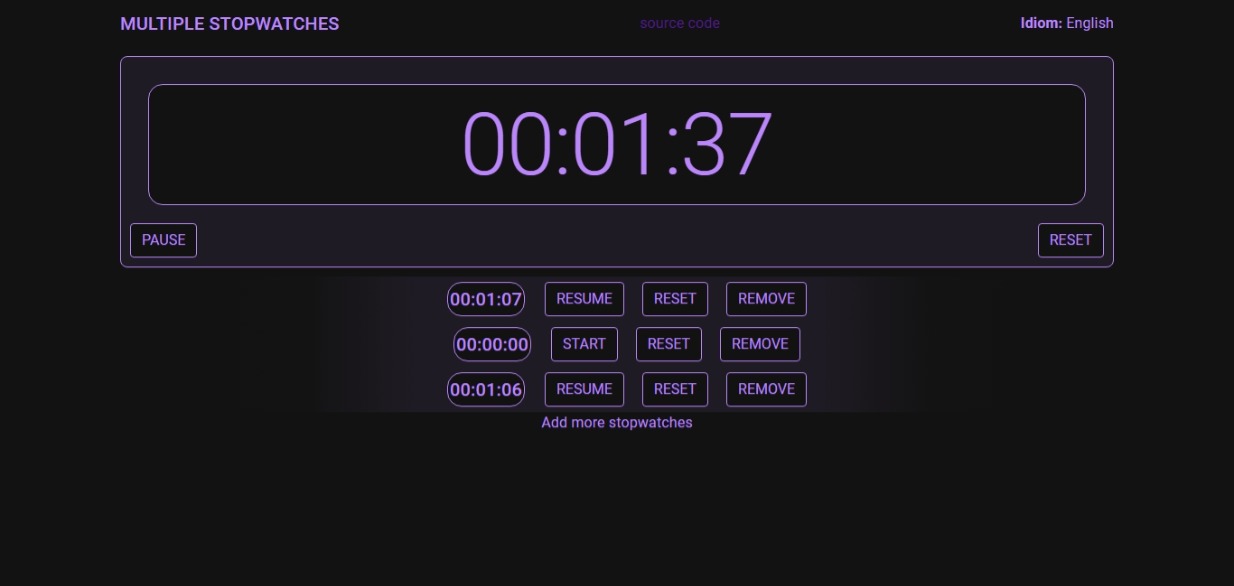 MULTIPLE STOPWATCHES source code Idiom: English
00:01:37
PAUSE RESET
00:01:07 RESUME RESET REMOVE
00:00:00 START RESET REMOVE
00:01:06 RESUME RESET REMOVE
Add more stopwatches